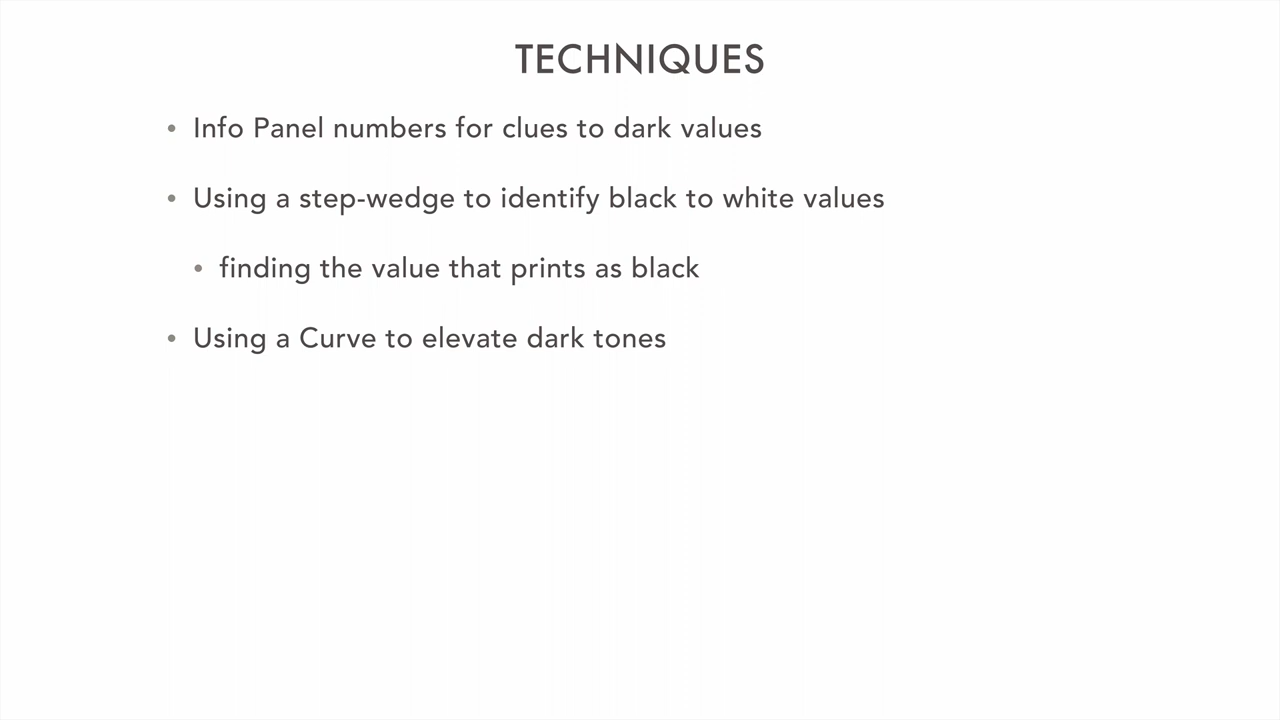 TECHNIQUES
• Info Panel numbers for clues to dark values
• Using a step-wedge to identify black to white values
• finding the value that prints as black
• Using a Curve to elevate dark tones